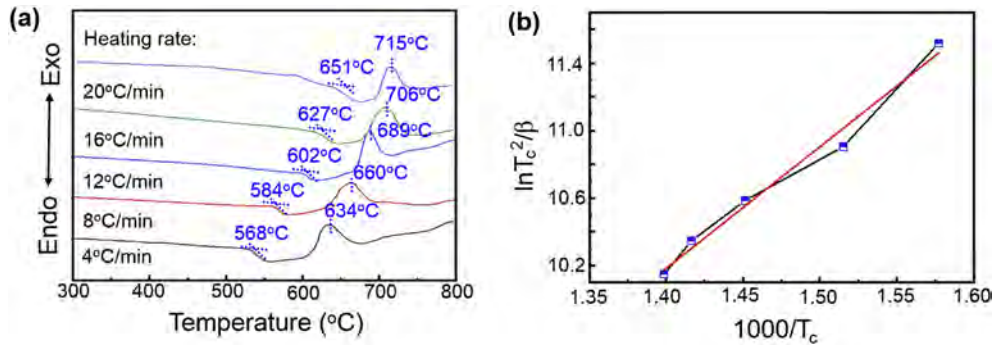 (a)
Heating rate:
Exo
Endo
715°C
651°C
20°C/min
706°C
627°C
16°C/min
689°C
602°C
12°C/min
660°C
584°C
8°C/min
634°C
568°C
4°C/min
300 400 500 600 700 800
Temperature (°C)
(b)
11.4
11.0
10.6
10.2
lnTc²/β
1.35 1.40 1.45 1.50 1.55 1.60
1000/Tc